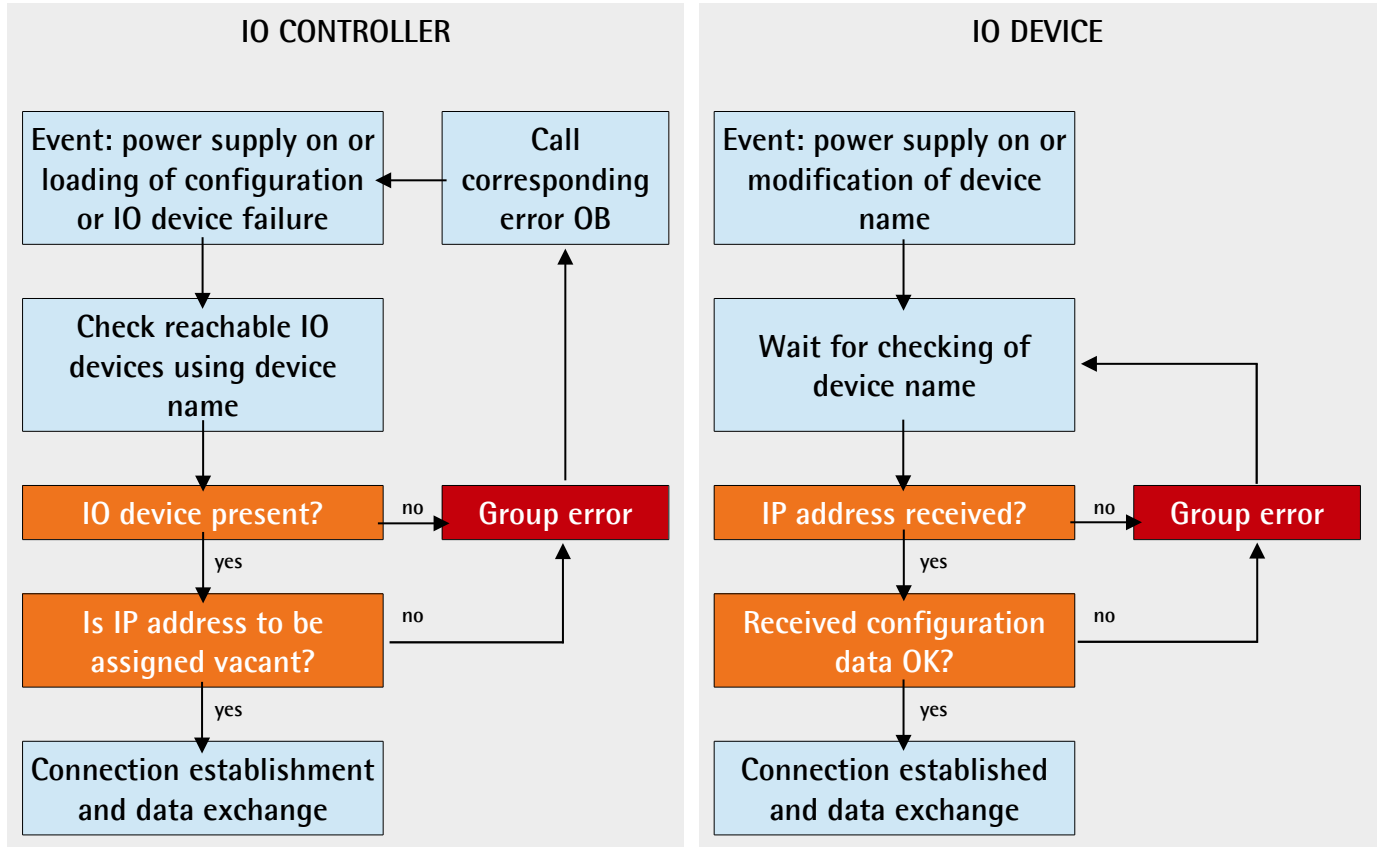 IO CONTROLLER
Event: power supply on or
loading of configuration
or IO device failure
Call
corresponding
error OB
Check reachable IO
devices using device
name
IO device present?
no
Group error
yes
Is IP address to be
assigned vacant?
no
yes
Connection establishment
and data exchange
IO DEVICE
Event: power supply on or
modification of device
name
Wait for checking of
device name
IP address received?
no
Group error
yes
Received configuration
data OK?
no
yes
Connection established
and data exchange